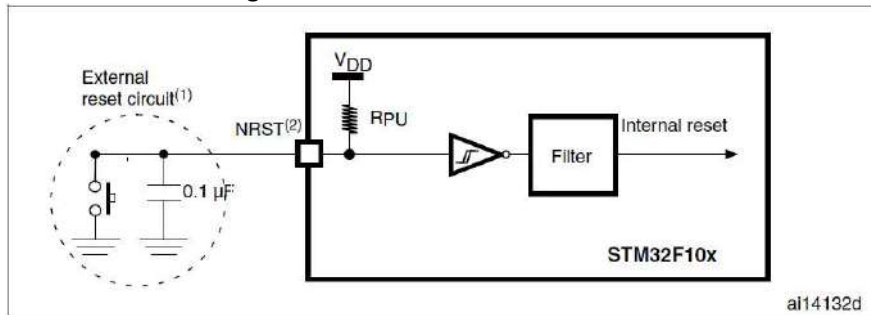 External
reset circuit(1)
VDD
NRST(2)
RPU
Internal reset
Filter
0.1 µF
STM32F10x
ai14132d